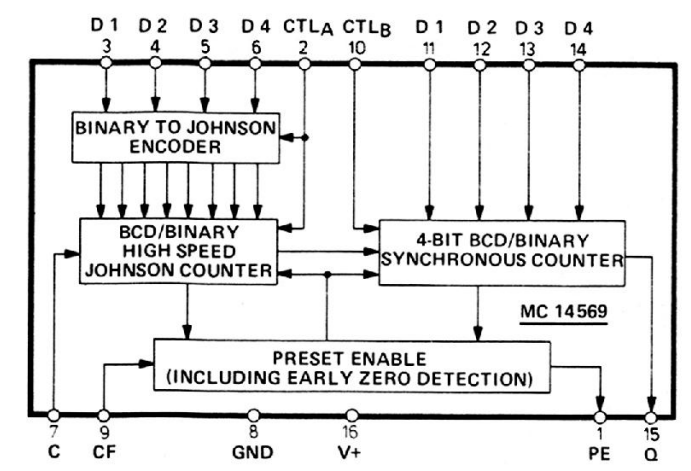 D 1 D 2 D 3 D 4 CTLA CTLB D 1 D 2 D 3 D 4
3 4 5 6 2 10 11 12 13 14
BINARY TO JOHNSON
ENCODER
BCD/BINARY
HIGH SPEED
JOHNSON COUNTER
4-BIT BCD/BINARY
SYNCHRONOUS COUNTER
MC 14569
PRESET ENABLE
(INCLUDING EARLY ZERO DETECTION)
7 9 8 16 1 15
C CF GND V+ PE Q